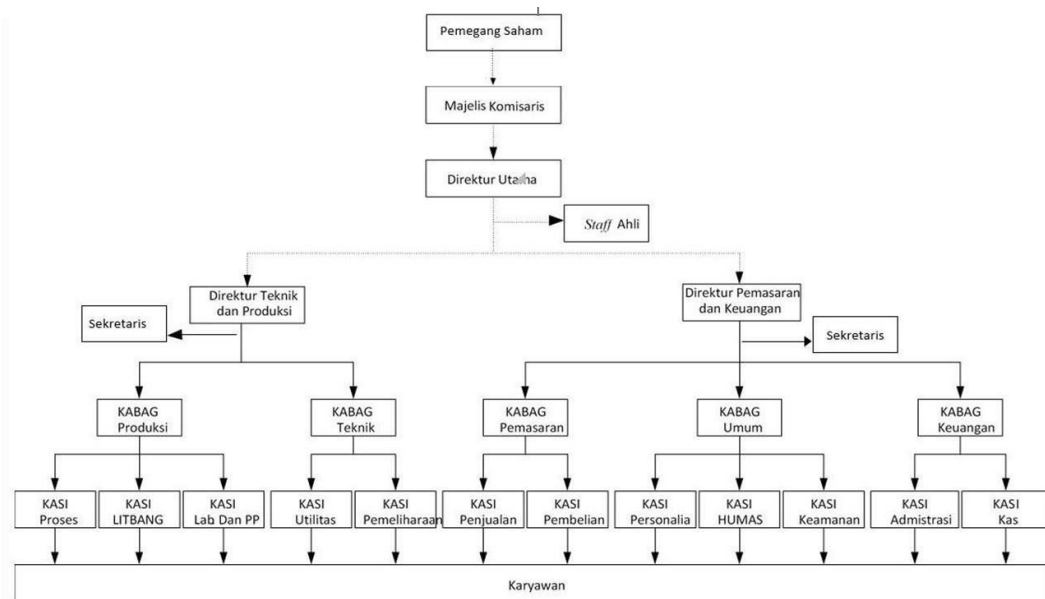 Pemegang Saham
Majelis Komisaris
Direktur Utama
Staff Ahli
Direktur Teknik
dan Produksi
Direktur Pemasaran
dan Keuangan
Sekretaris
Sekretaris
KABAG
Produksi
KABAG
Teknik
KABAG
Pemasaran
KABAG
Umum
KABAG
Keuangan
KASI
Proses
KASI
LITBANG
KASI
Lab Dan PP
KASI
Utilitas
KASI
Pemeliharaan
KASI
Penjualan
KASI
Pembelian
KASI
Personalia
KASI
HUMAS
KASI
Keamanan
KASI
Admistrasi
KASI
Kas
Karyawan